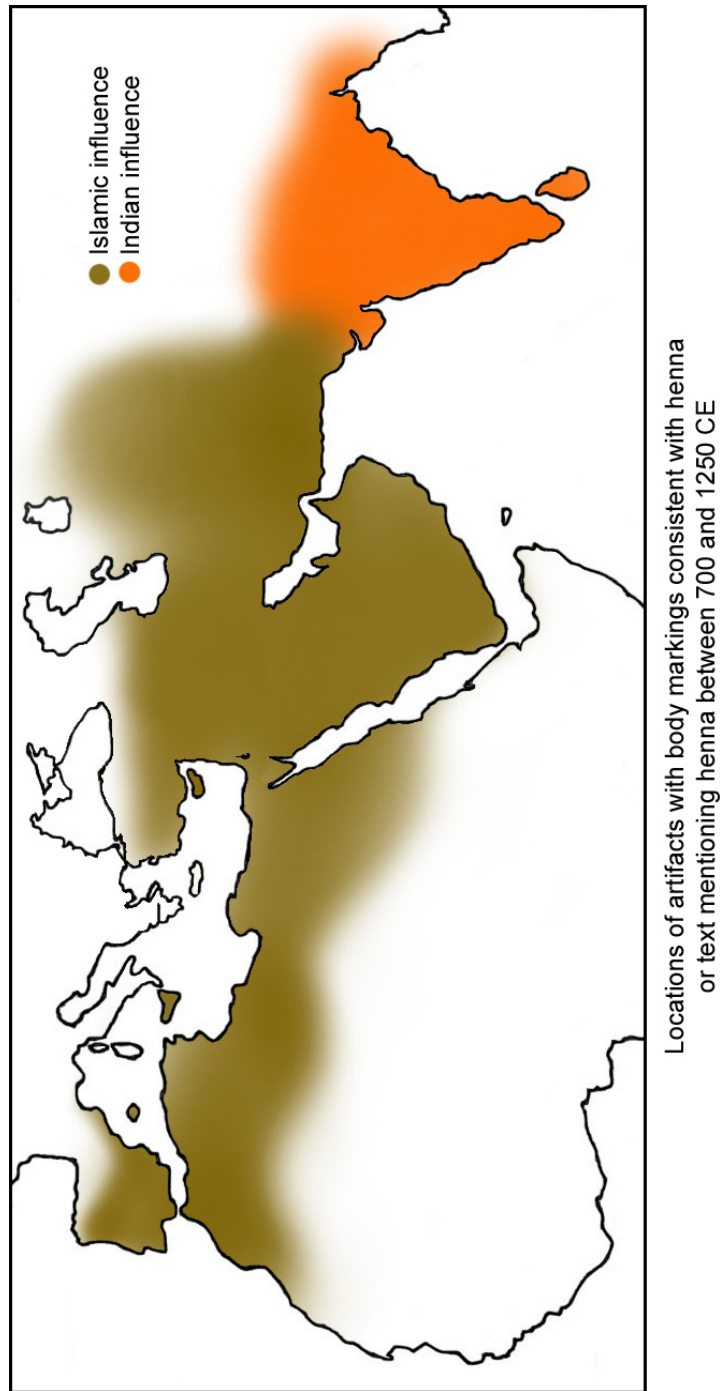 Islamic influence
Indian influence
Locations of artifacts with body markings consistent with henna
or text mentioning henna between 700 and 1250 CE